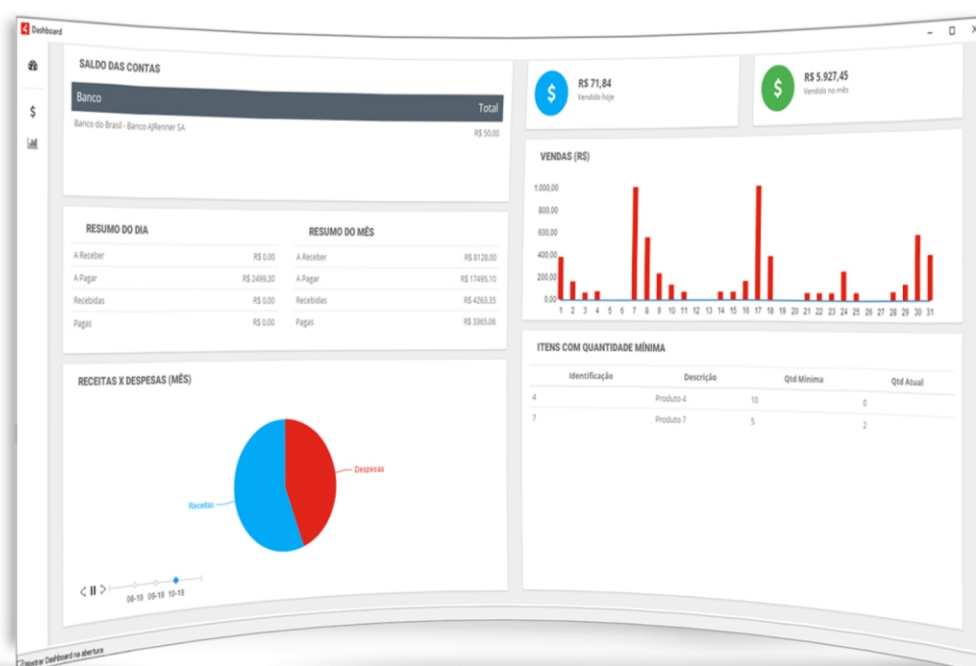 Dashboard
SALDO DAS CONTAS
Banco Total
Banco do Brasil - Banco AJRenner SA R$ 50,00
R$ 71,84
Vendido hoje
R$ 5.927,45
Vendido no mês
RESUMO DO DIA
A Receber R$ 0,00
A Pagar R$ 2499,30
Recebidas R$ 0,00
Pagas R$ 0,00
RESUMO DO MÊS
A Receber R$ 8128,00
A Pagar R$ 17495,10
Recebidas R$ 4263,35
Pagas R$ 3365,06
VENDAS (R$)
1.000,00
800,00
600,00
400,00
200,00
0,00
1 2 3 4 5 6 7 8 9 10 11 12 13 14 15 16 17 18 19 20 21 22 23 24 25 26 27 28 29 30 31
RECEITAS X DESPESAS (MÊS)
Despesas
Receitas
08-19 09-19 10-19
ITENS COM QUANTIDADE MÍNIMA
Identificação Descrição Qtd Mínima Qtd Atual
4 Produto 4 10 0
7 Produto 7 5 2
Mostrar Dashboard na abertura